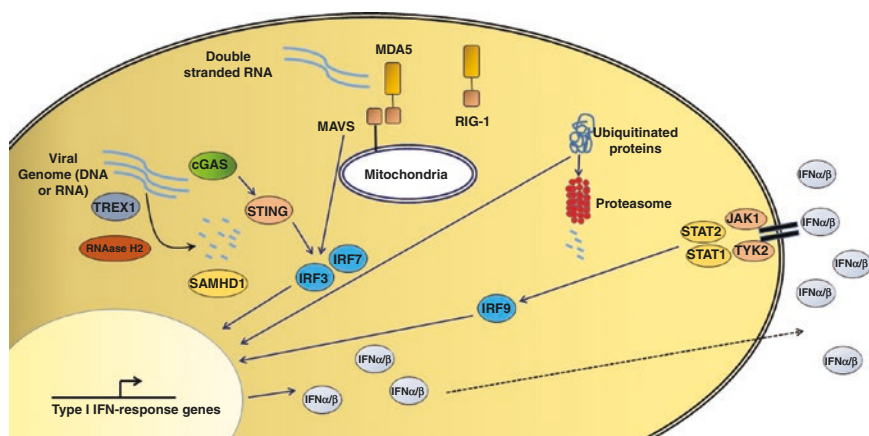 Double
stranded RNA
MDA5
RIG-1
MAVS
Mitochondria
Viral
Genome (DNA
or RNA)
cGAS
TREX1
STING
RNAase H2
SAMHD1
IRF7
IRF3
Ubiquitinated
proteins
Proteasome
IFNα/β
JAK1
STAT2
IFNα/β
TYK2
STAT1
IFNα/β
IFNα/β
IRF9
IFNα/β
IFNα/β
IFNα/β
IFNα/β
Type I IFN-response genes